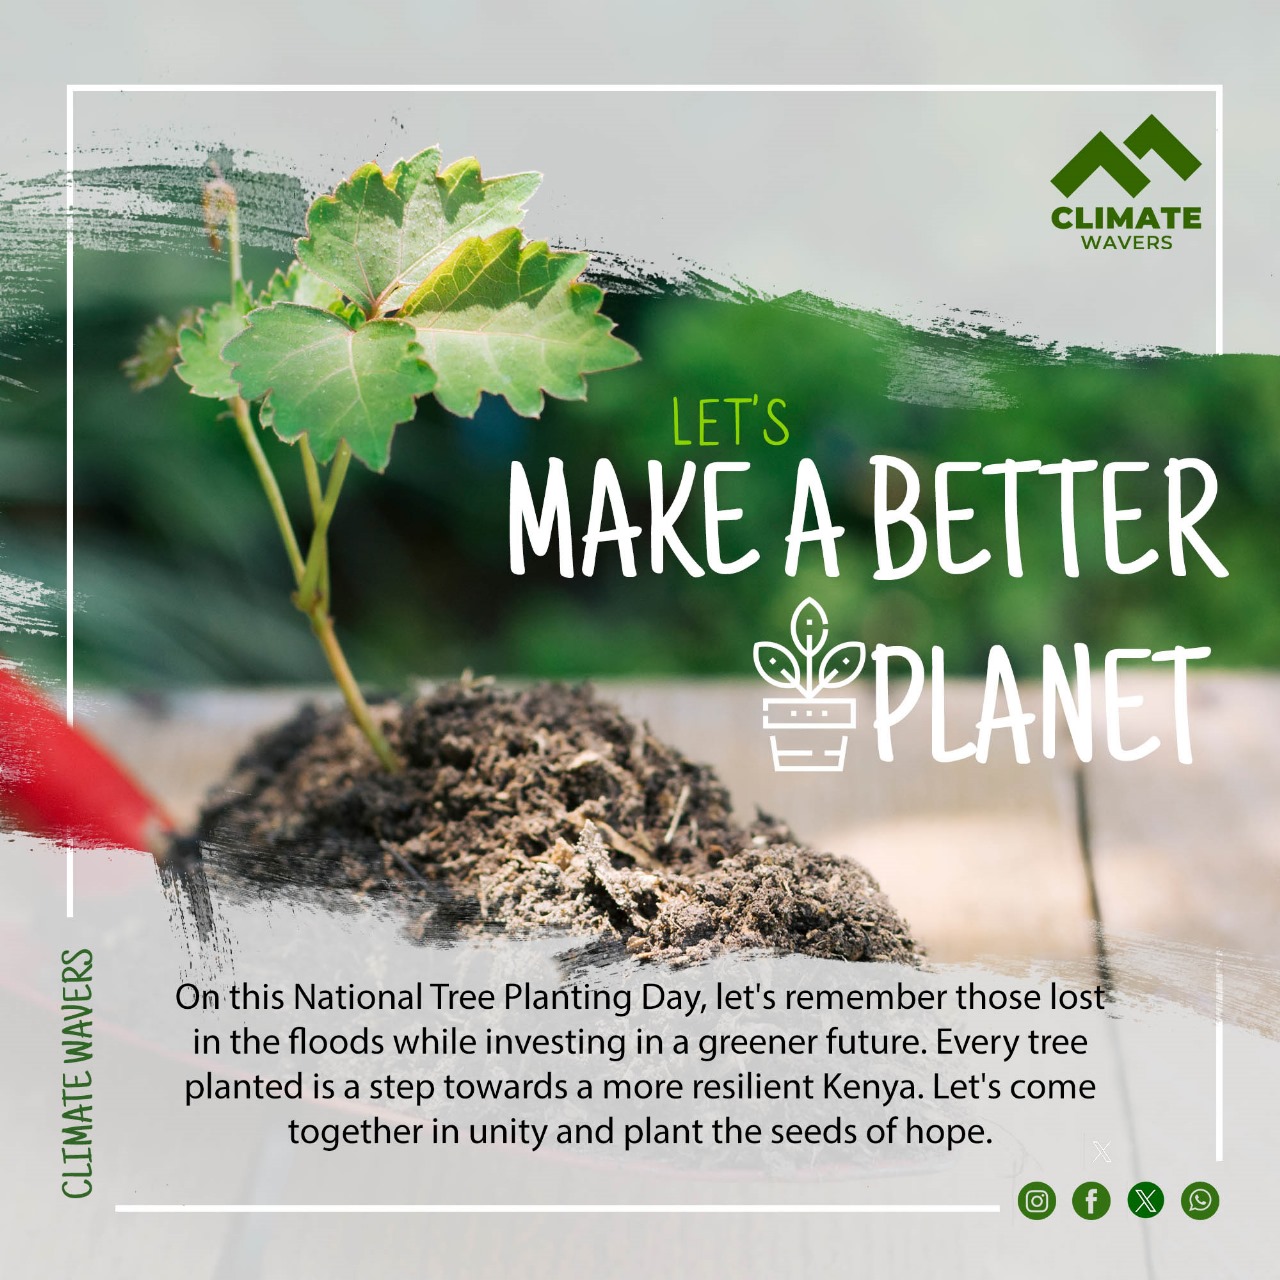 CLIMATE
WAVERS
LET'S
MAKE A BETTER
PLANET
On this National Tree Planting Day, let's remember those lost
in the floods while investing in a greener future. Every tree
planted is a step towards a more resilient Kenya. Let's come
together in unity and plant the seeds of hope.
CLIMATE WAVERS